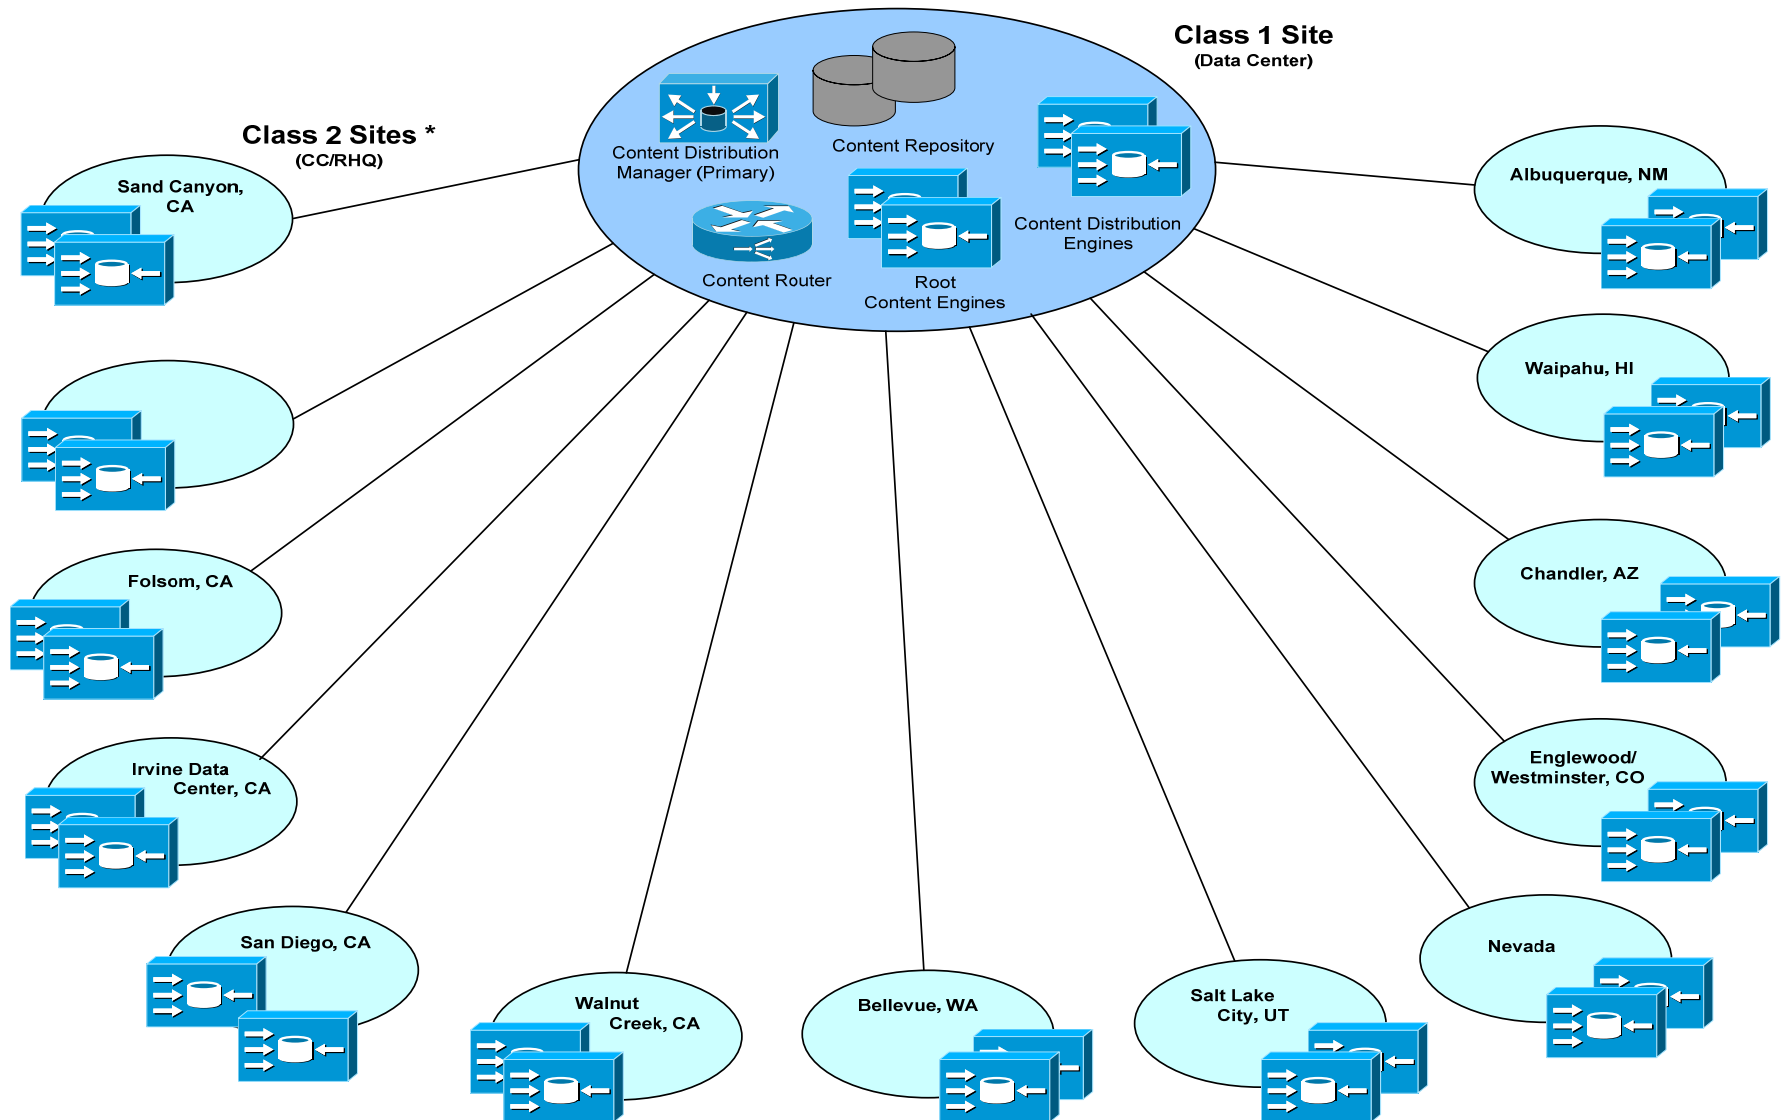 Class 1 Site
(Data Center)
Class 2 Sites *
(CC/RHQ)
Content Distribution
Manager (Primary)
Content Repository
Content Distribution
Engines
Content Router
Root
Content Engines
Sand Canyon,
CA
Folsom, CA
Irvine Data
Center, CA
San Diego, CA
Walnut
Creek, CA
Bellevue, WA
Salt Lake
City, UT
Nevada
Englewood/
Westminster, CO
Chandler, AZ
Waipahu, HI
Albuquerque, NM